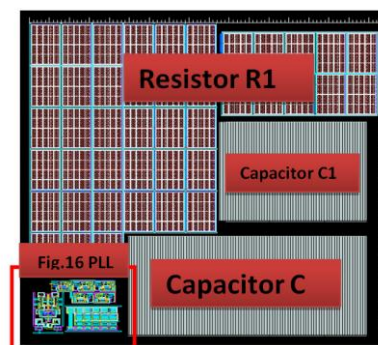 Resistor R1
Capacitor C1
Fig.16 PLL
Capacitor C